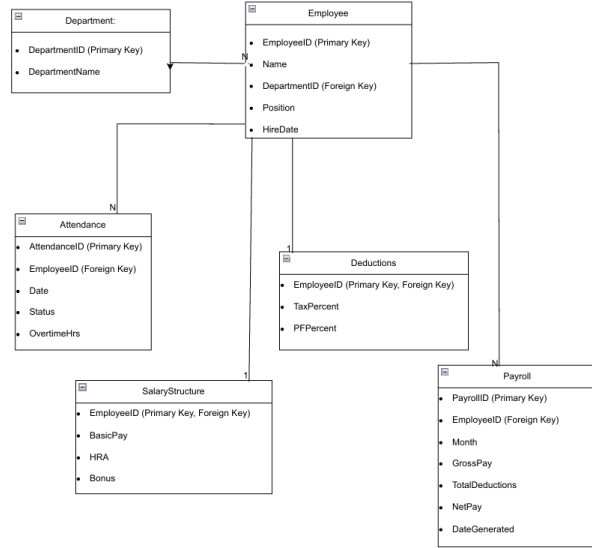 Department:
• DepartmentID (Primary Key)
• DepartmentName
Employee
• EmployeeID (Primary Key)
• Name
• DepartmentID (Foreign Key)
• Position
• HireDate
N
N
Attendance
• AttendanceID (Primary Key)
• EmployeeID (Foreign Key)
• Date
• Status
• OvertimeHrs
1
Deductions
• EmployeeID (Primary Key, Foreign Key)
• TaxPercent
• PFPercent
1
SalaryStructure
• EmployeeID (Primary Key, Foreign Key)
• BasicPay
• HRA
• Bonus
N
Payroll
• PayrollID (Primary Key)
• EmployeeID (Foreign Key)
• Month
• GrossPay
• TotalDeductions
• NetPay
• DateGenerated